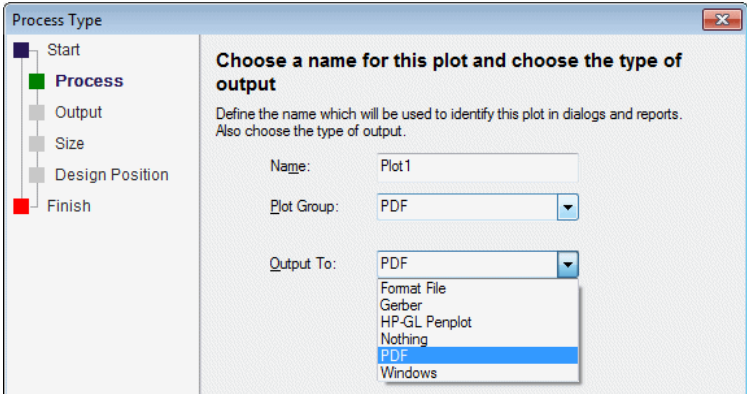 Process Type
Start
Process
Output
Size
Design Position
Finish
Choose a name for this plot and choose the type of
output
Define the name which will be used to identify this plot in dialogs and reports.
Also choose the type of output.
Name: Plot1
Plot Group: PDF
Output To: PDF
Format File
Gerber
HP-GL Penplot
Nothing
PDF
Windows